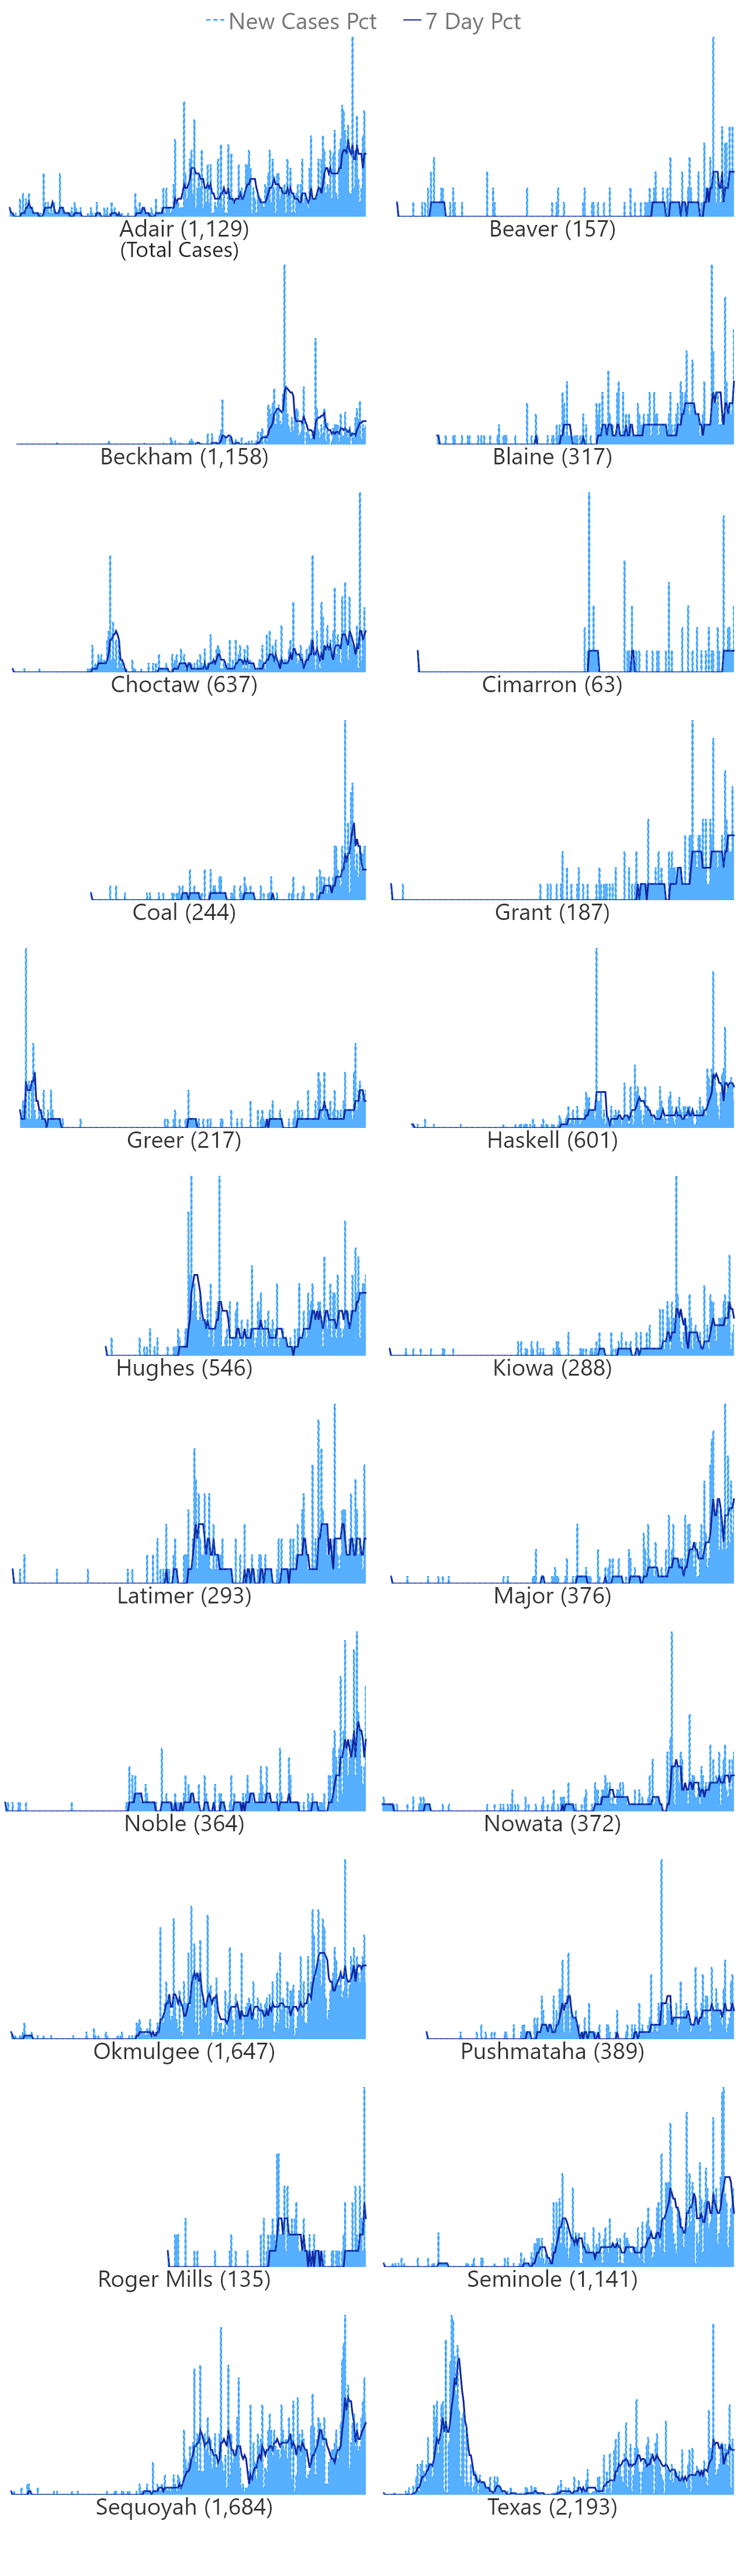 New Cases Pct 7 Day Pct
Adair (1,129) Beaver (157)
(Total Cases)
Beckham (1,158) Blaine (317)
Choctaw (637) Cimarron (63)
Coal (244) Grant (187)
Greer (217) Haskell (601)
Hughes (546) Kiowa (288)
Latimer (293) Major (376)
Noble (364) Nowata (372)
Okmulgee (1,647) Pushmataha (389)
Roger Mills (135) Seminole (1,141)
Sequoyah (1,684) Texas (2,193)